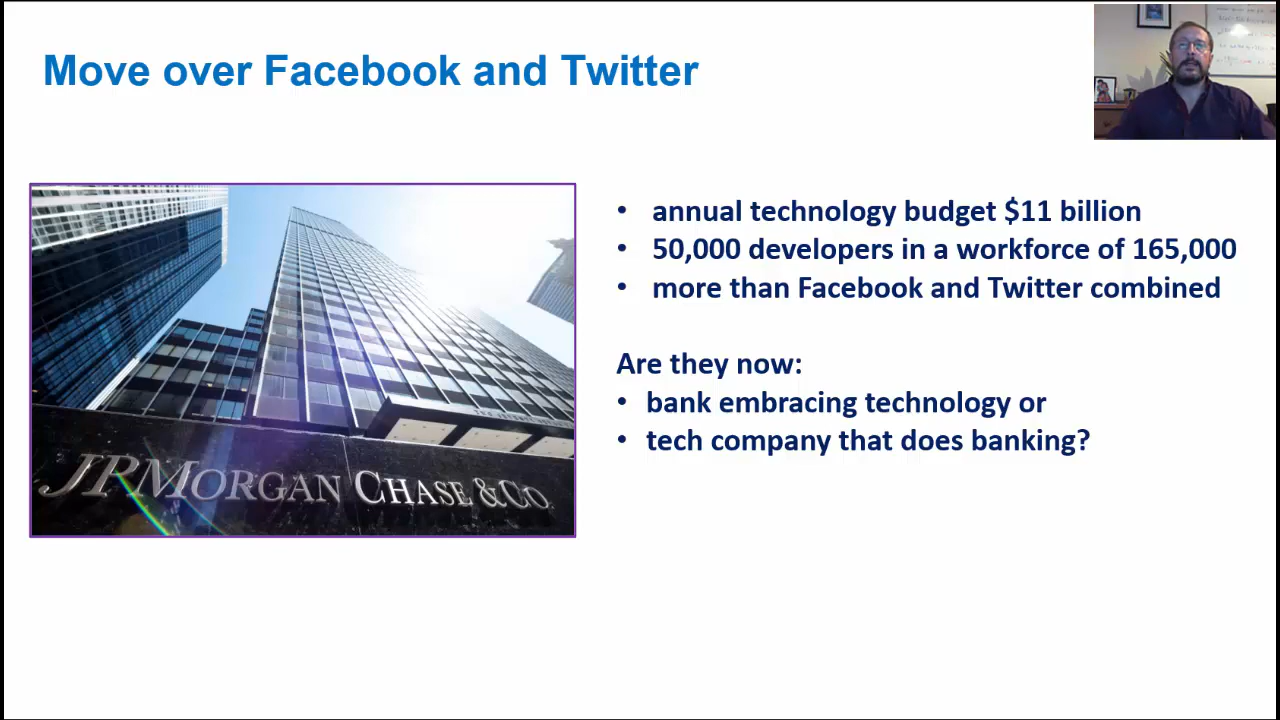 Move over Facebook and Twitter
• annual technology budget $11 billion
• 50,000 developers in a workforce of 165,000
• more than Facebook and Twitter combined
Are they now:
• bank embracing technology or
• tech company that does banking?
JPMORGAN CHASE & CO.